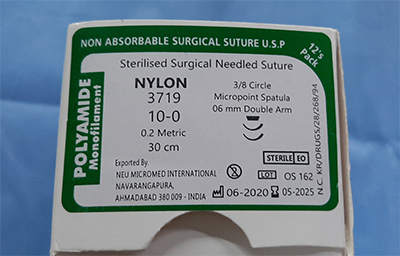 NON ABSORBABLE SURGICAL SUTURE U.S.P
12's Pack
Sterilised Surgical Needled Suture
POLYAMIDE
Monofilament
NYLON
3719
10-0
0.2 Metric
30 cm
3/8 Circle
Micropoint Spatula
06 mm Double Arm
Exported By:
NEU MICROMED INTERNATIONAL
NAVARANGAPURA,
AHMADABAD 380 009 - INDIA
STERILE EO
2 LOT OS 162
06-2020 05-2025
N C. KR/DRUGS/28/268/94